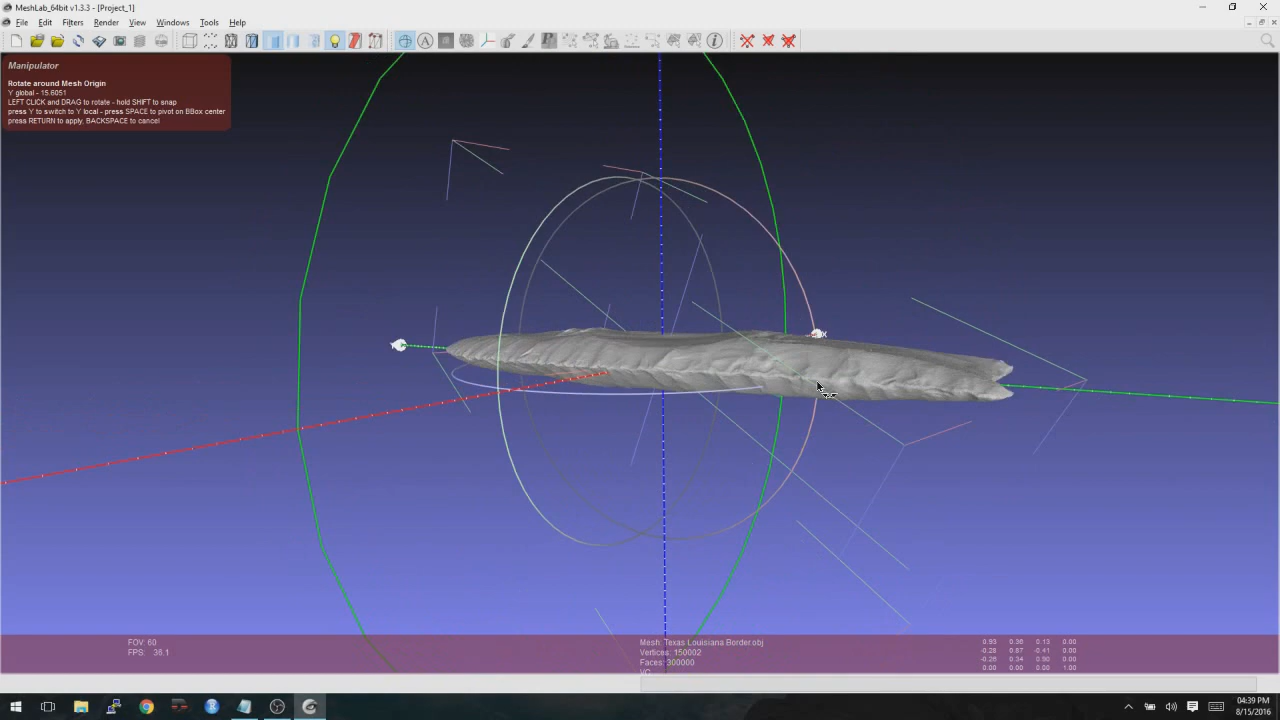 MeshLab_64bit v1.3.3 - [Project_1]
File Edit Filters Render View Windows Tools Help
Manipulator
Rotate around Mesh Origin
Y global - 15.6051
LEFT CLICK and DRAG to rotate - hold SHIFT to snap
press Y to switch to Y local - press SPACE to pivot on BBox center
press RETURN to apply, BACKSPACE to cancel
FOV: 60
FPS: 36.1
Mesh: Texas Louisiana Border.obj
Vertices: 150002
Faces: 300000
VC
0.93 0.36 0.13 0.00
-0.28 0.87 -0.41 0.00
-0.26 0.34 0.90 0.00
0.00 0.00 0.00 1.00
04:39 PM
8/15/2016